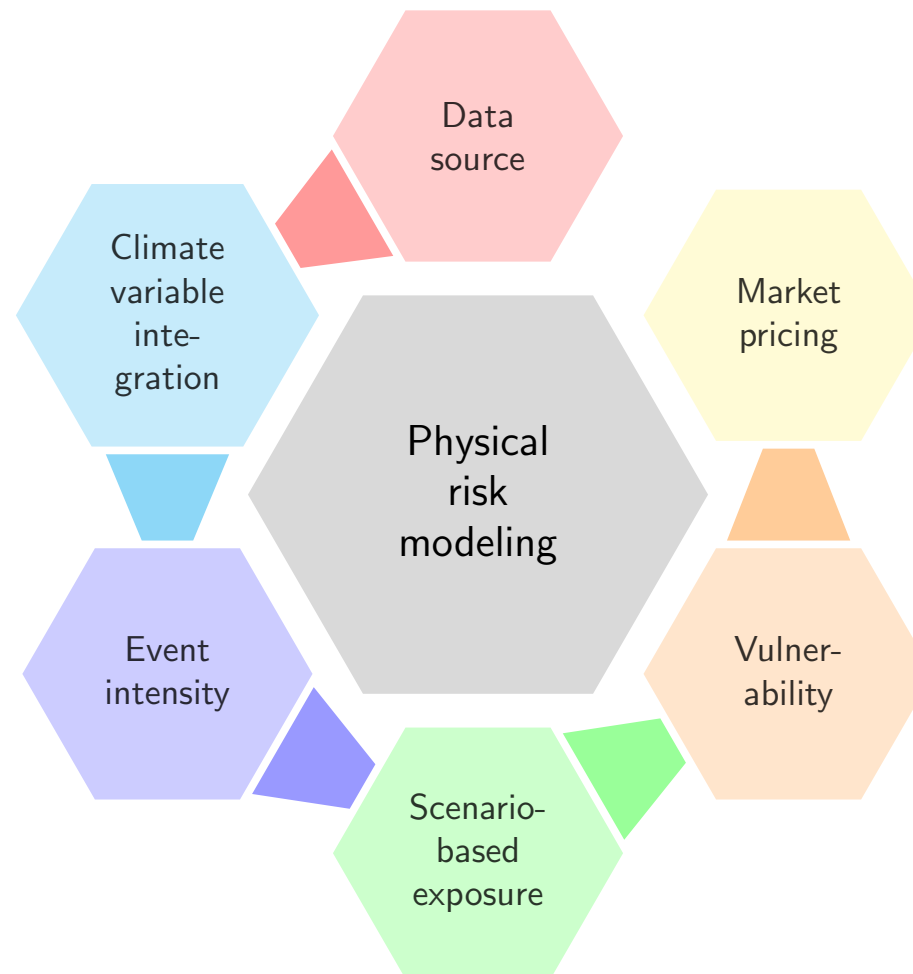 Data
source
Climate
variable
inte-
gration
Market
pricing
Physical
risk
modeling
Event
intensity
Vulner-
ability
Scenario-
based
exposure